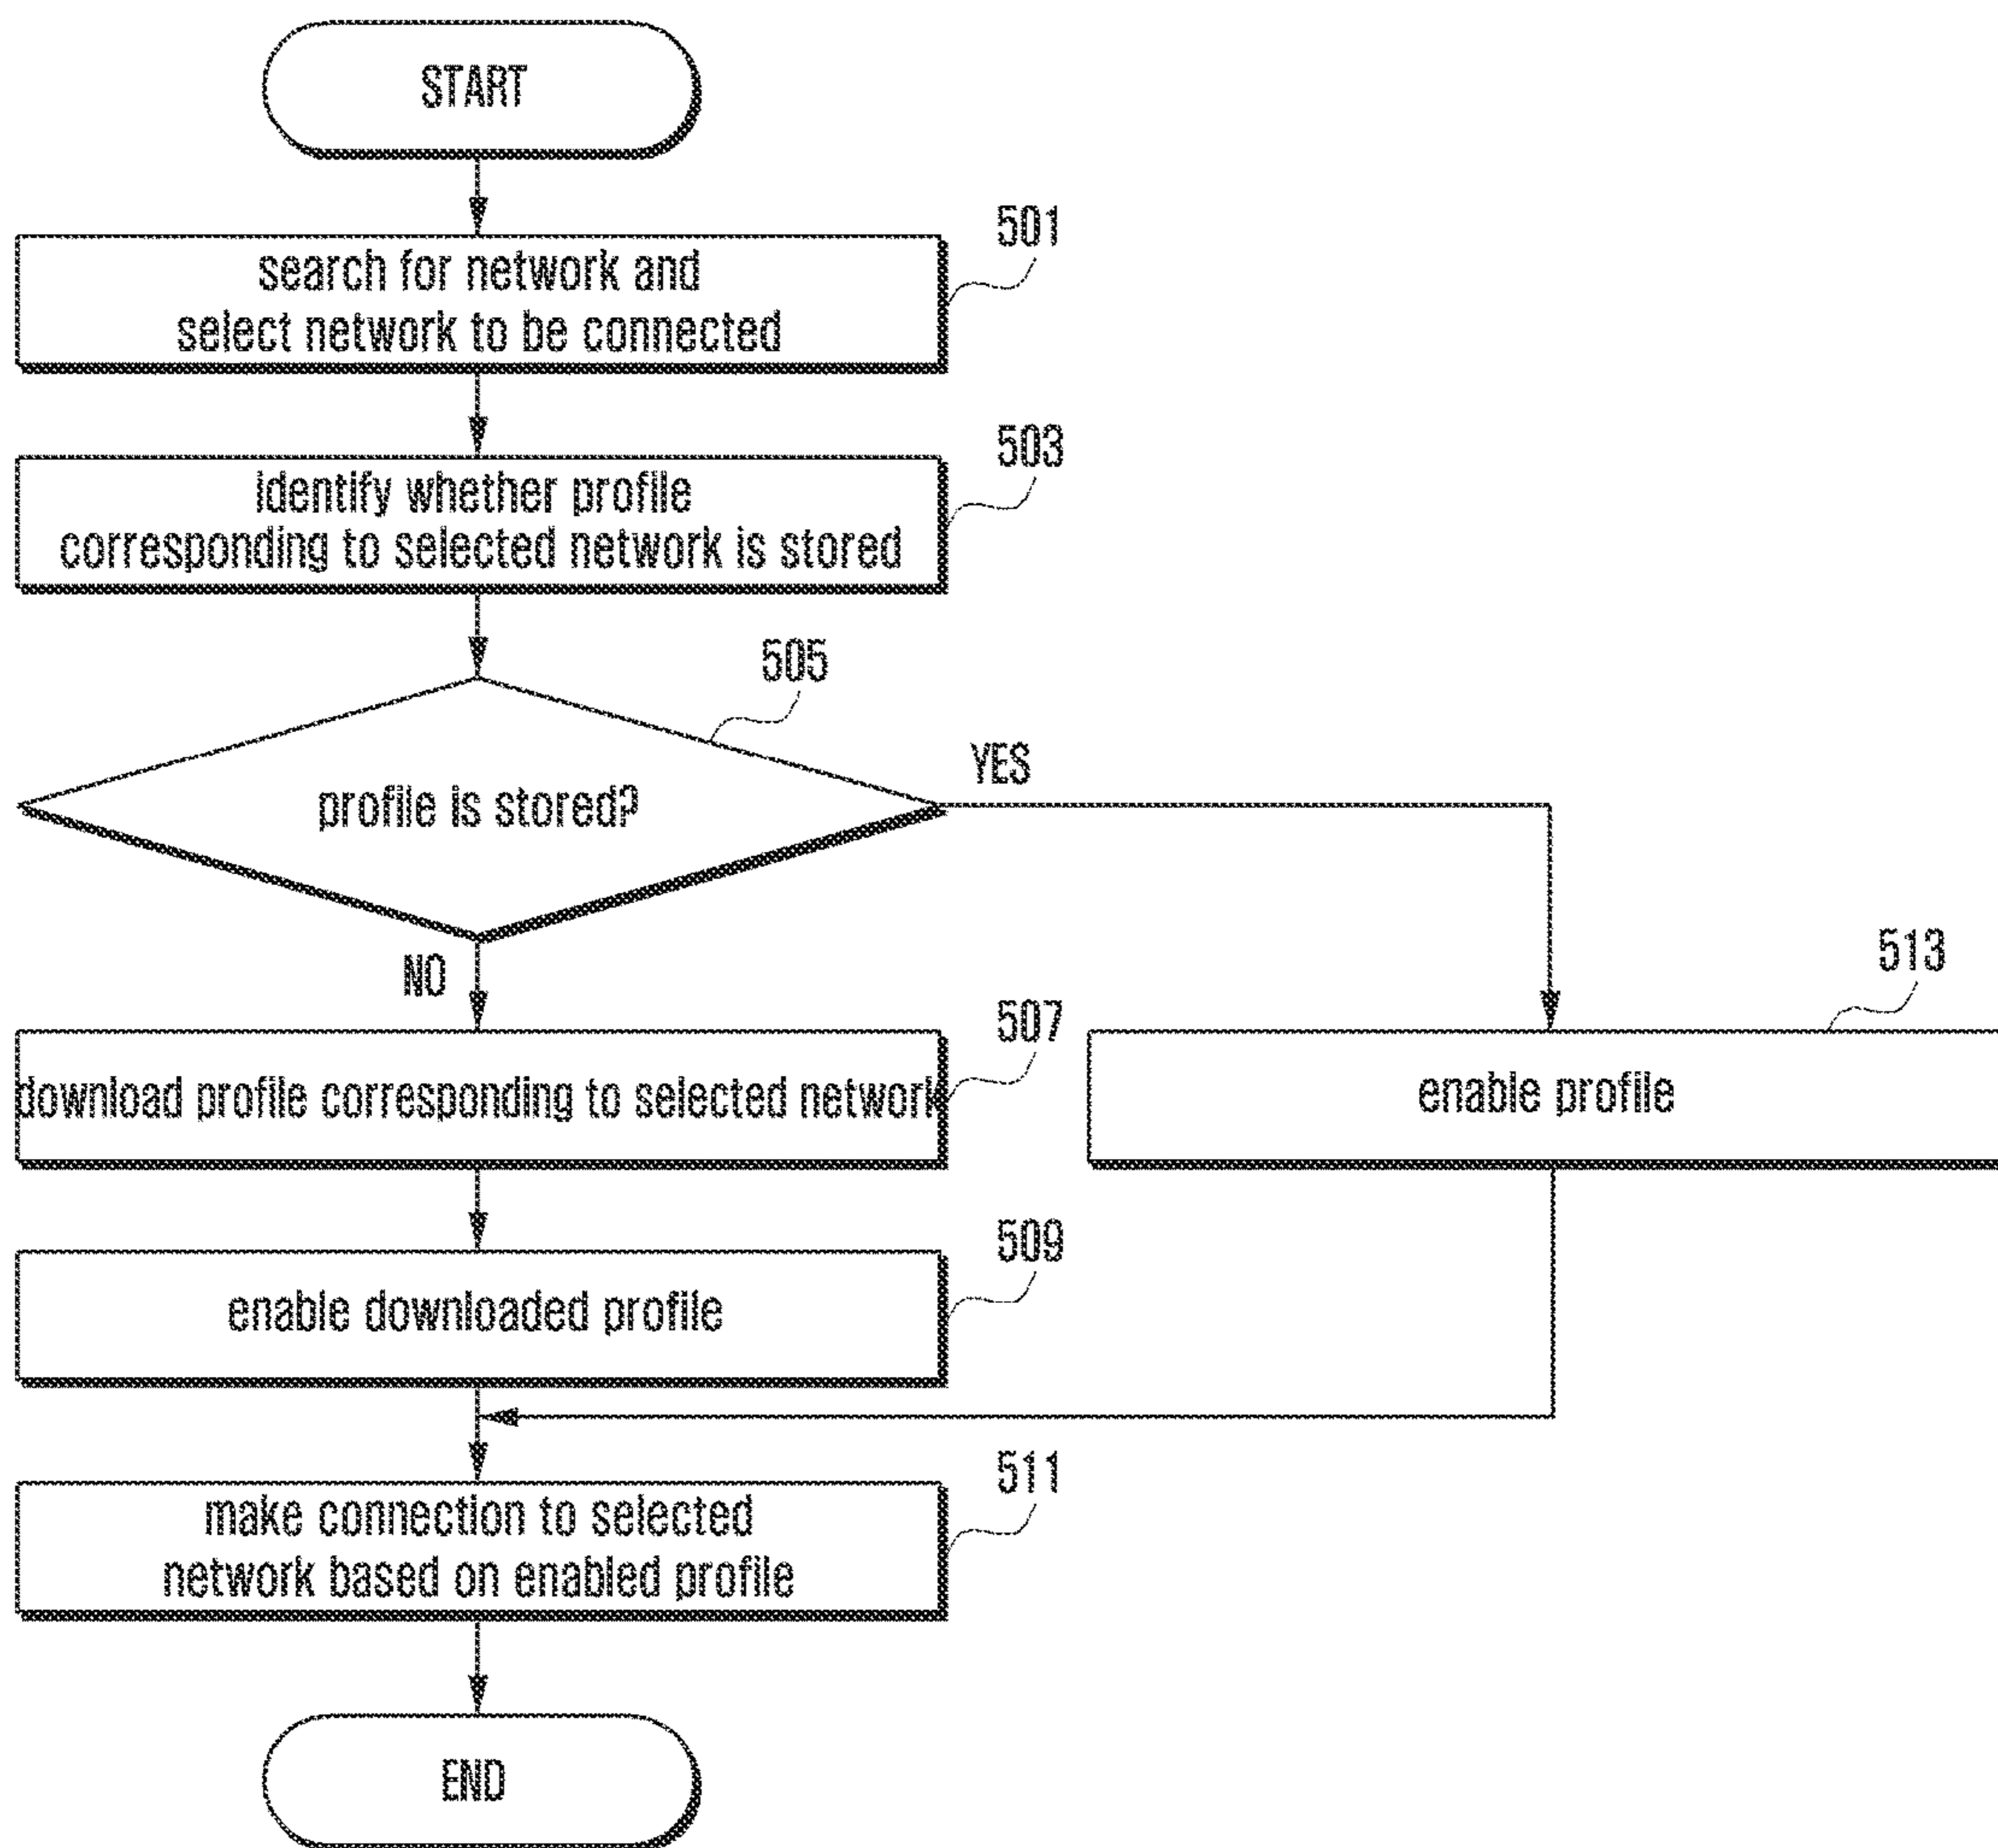 START
501
search for network and
select network to be connected
503
identify whether profile
corresponding to selected network is stored
505
profile is stored?
YES
NO
507
download profile corresponding to selected network
513
enable profile
509
enable downloaded profile
511
make connection to selected
network based on enabled profile
END